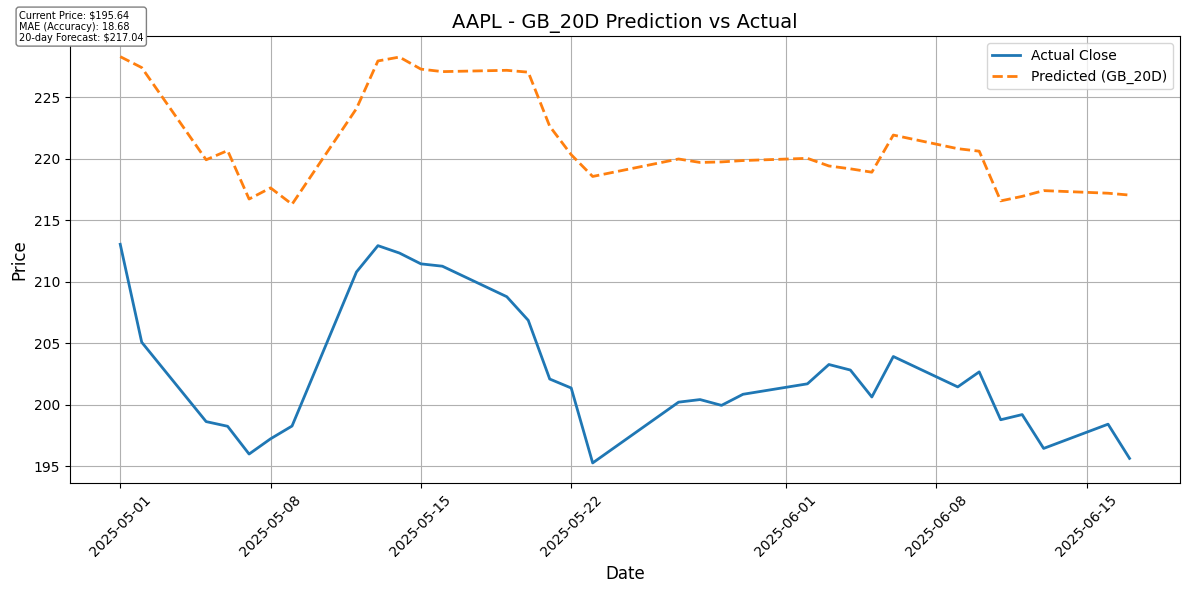 Current Price: $195.64
MAE (Accuracy): 18.68
20-day Forecast: $217.04
AAPL - GB_20D Prediction vs Actual
Actual Close
Predicted (GB_20D)
Price
225
220
215
210
205
200
195
2025-05-01
2025-05-08
2025-05-15
2025-05-22
2025-06-01
2025-06-08
2025-06-15
Date